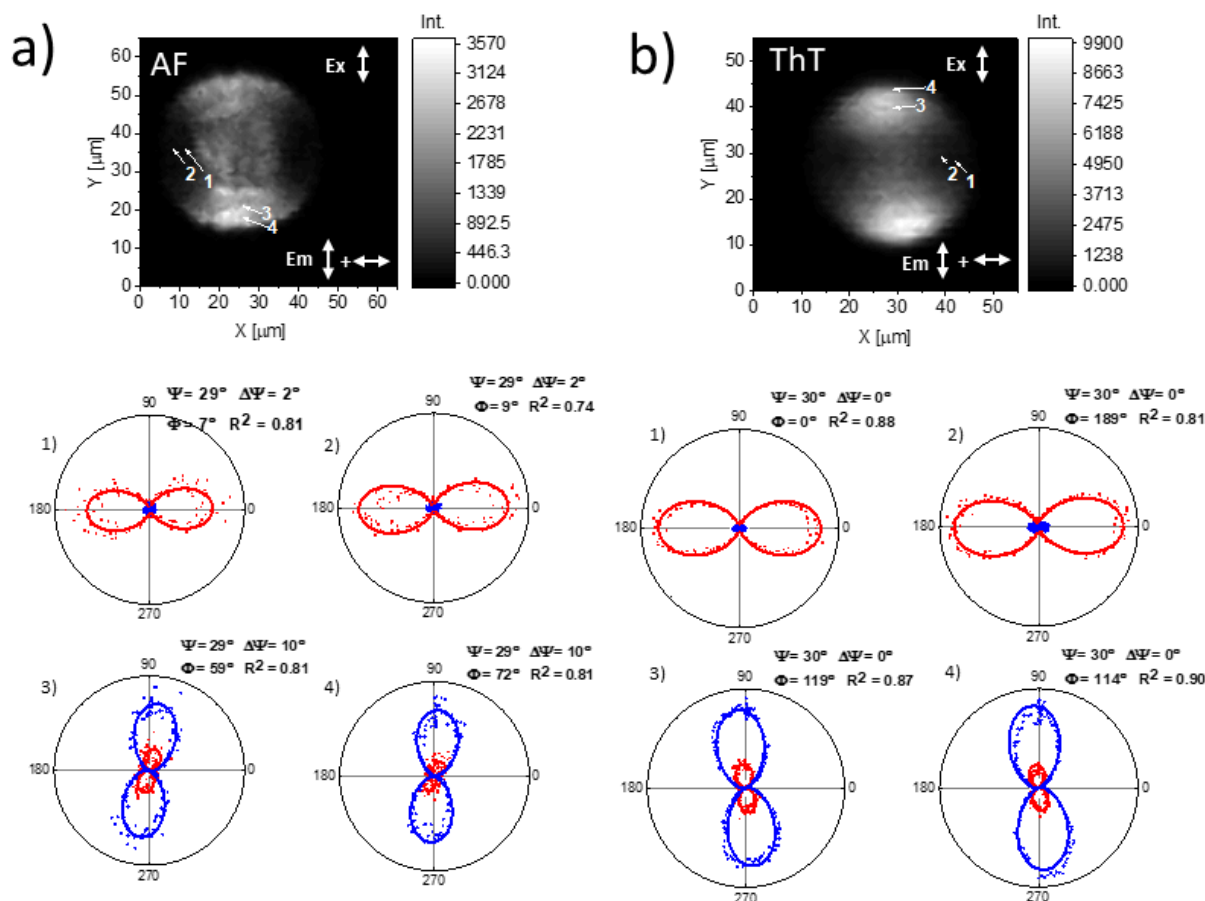 a)
AF
Ex
Em
+
Int.
3570
3124
2678
2231
1785
1339
892.5
446.3
0.000
Y [µm]
60
50
40
30
20
10
0
2
1
3
4
0 10 20 30 40 50 60
X [µm]
b)
ThT
Ex
Em
+
Int.
9900
8663
7425
6188
4950
3713
2475
1238
0.000
Y [µm]
50
40
30
20
10
0
4
3
2
1
0 10 20 30 40 50
X [µm]
1)
Ψ= 29° ΔΨ= 2°
Φ= 7° R² = 0.81
90
180
0
270
2)
Ψ= 29° ΔΨ= 2°
Φ= 9° R² = 0.74
90
180
0
270
1)
Ψ= 30° ΔΨ= 0°
Φ= 0° R² = 0.88
90
180
0
270
2)
Ψ= 30° ΔΨ= 0°
Φ= 189° R² = 0.81
90
180
0
270
3)
Ψ= 29° ΔΨ= 10°
Φ= 59° R² = 0.81
90
180
0
270
4)
Ψ= 29° ΔΨ= 10°
Φ= 72° R² = 0.81
90
180
0
270
3)
Ψ= 30° ΔΨ= 0°
Φ= 119° R² = 0.87
90
180
0
270
4)
Ψ= 30° ΔΨ= 0°
Φ= 114° R² = 0.90
90
180
0
270